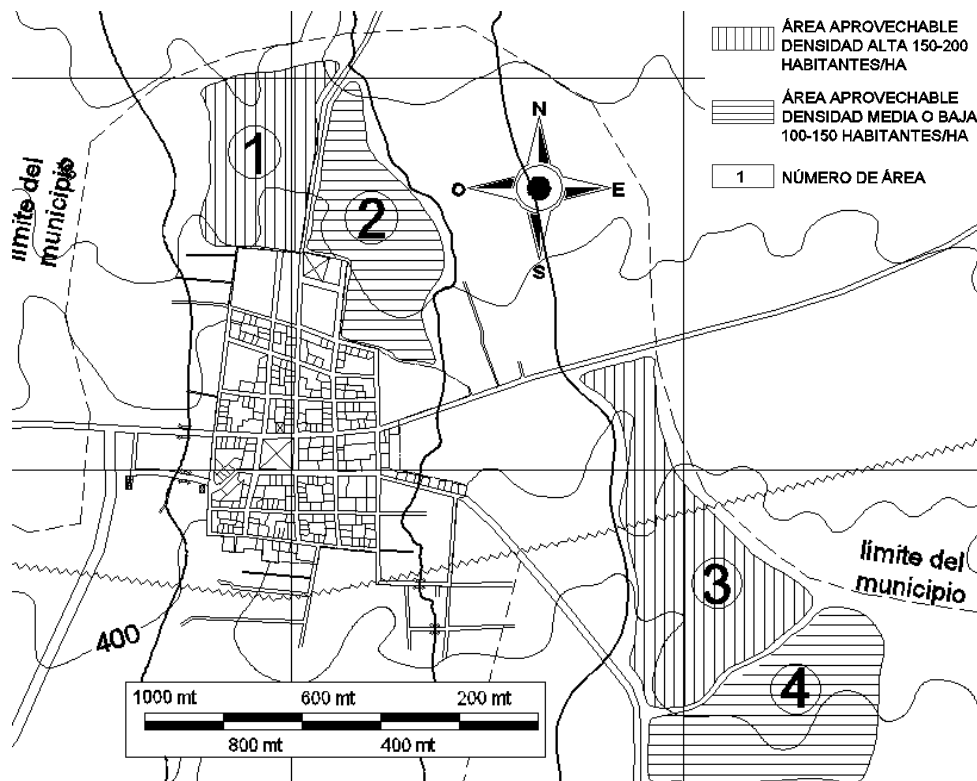 ÁREA APROVECHABLE
DENSIDAD ALTA 150-200
HABITANTES/HA
ÁREA APROVECHABLE
DENSIDAD MEDIA O BAJA
100-150 HABITANTES/HA
1 NÚMERO DE ÁREA
1
2
N
O E
S
límite del
municipio
3
límite del
municipio
4
400
1000 mt 600 mt 200 mt
800 mt 400 mt